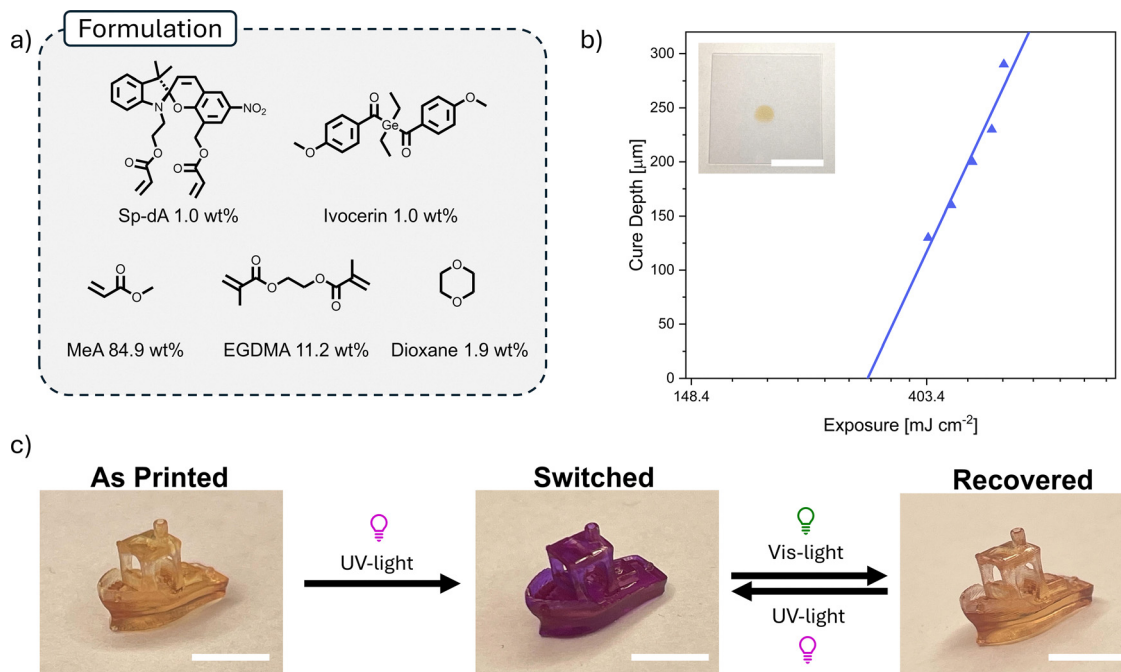 a)
Formulation
N
O
NO₂
O
O
O
O
Sp-dA 1.0 wt%
O
O
Ge
O
O
Ivocerin 1.0 wt%
O
O
MeA 84.9 wt%
O
O
O
O
EGDMA 11.2 wt%
O
O
Dioxane 1.9 wt%
b)
Cure Depth [µm]
300
250
200
150
100
50
0
148.4
403.4
Exposure [mJ cm⁻²]
c)
As Printed
UV-light
Switched
Vis-light
UV-light
Recovered